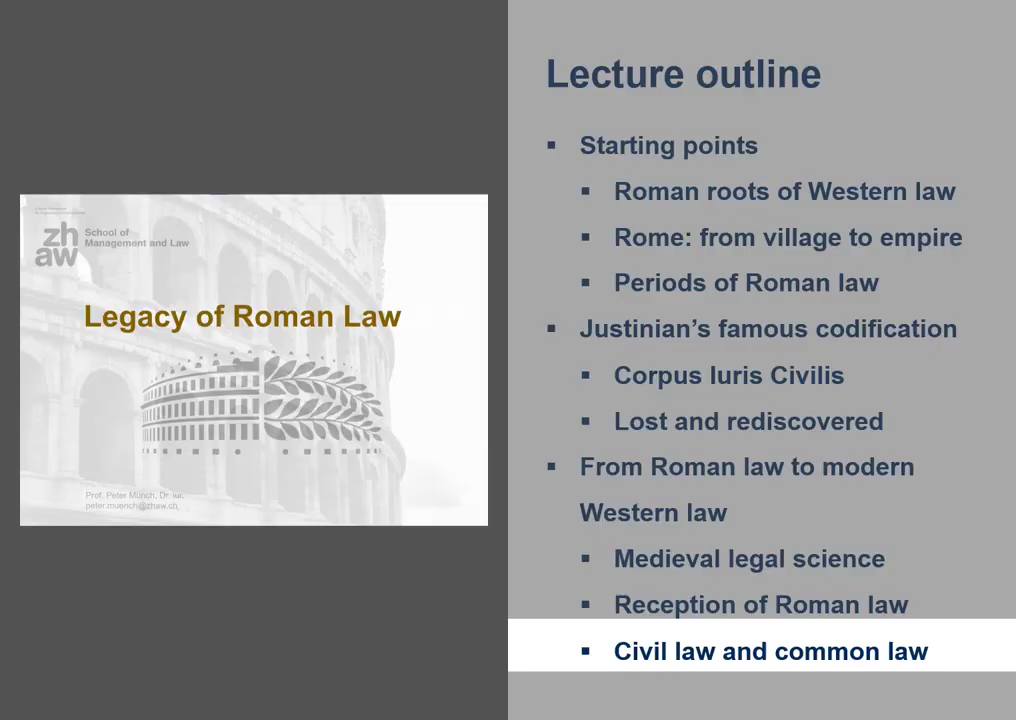 zh
aw
School of
Management and Law
Legacy of Roman Law
Prof. Peter Münch, Dr. iur.
peter.muench@zhaw.ch
Lecture outline
▪ Starting points
▪ Roman roots of Western law
▪ Rome: from village to empire
▪ Periods of Roman law
▪ Justinian’s famous codification
▪ Corpus Iuris Civilis
▪ Lost and rediscovered
▪ From Roman law to modern
Western law
▪ Medieval legal science
▪ Reception of Roman law
▪ Civil law and common law